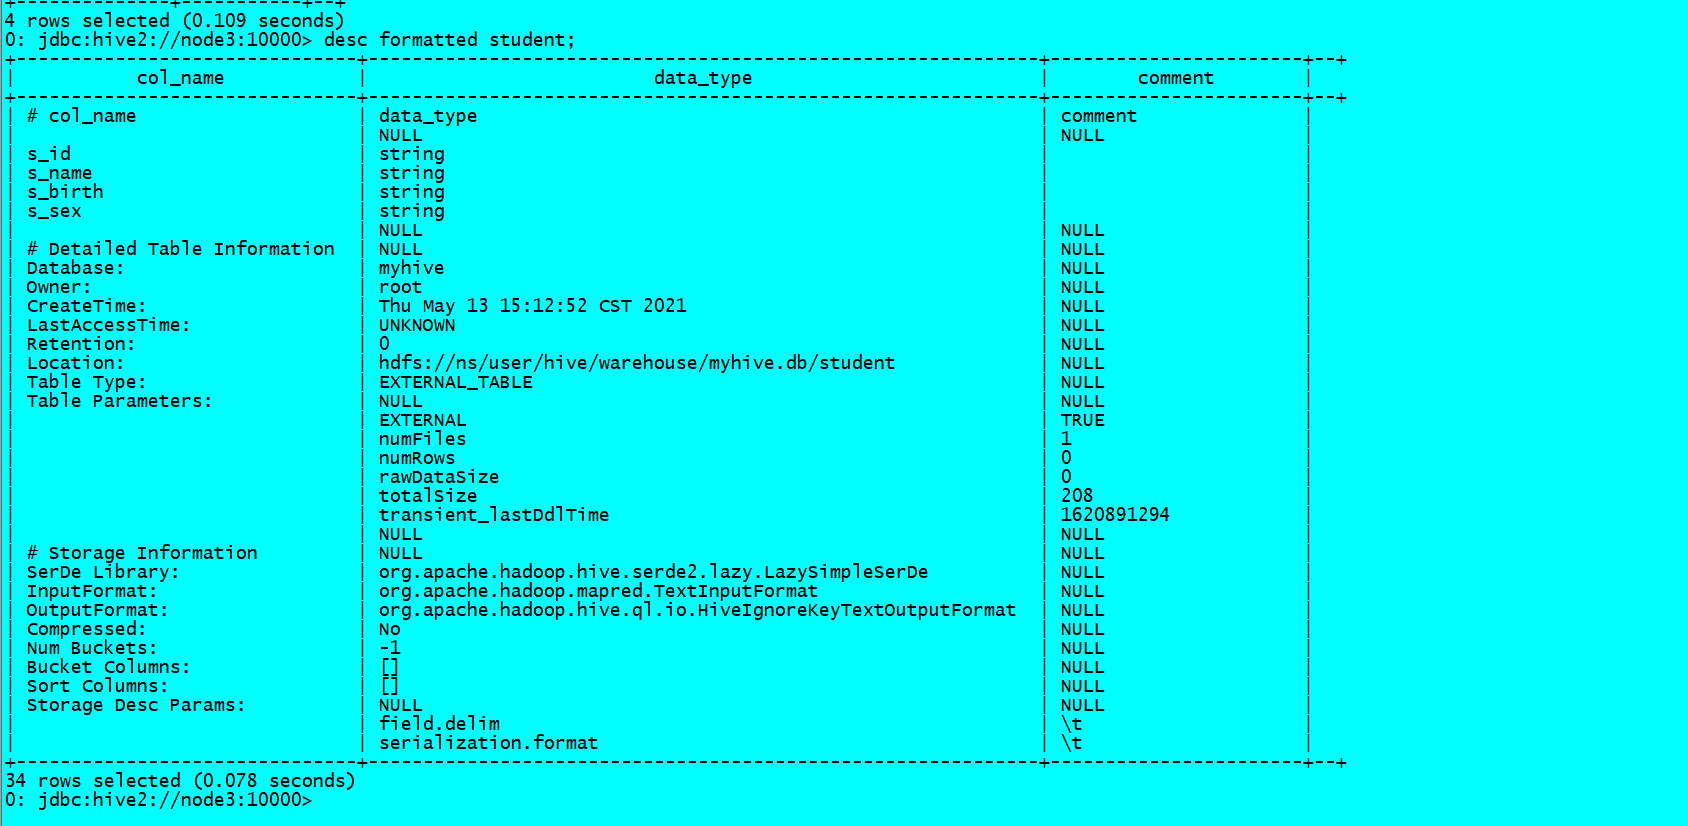 +--------------+-----------+--+
4 rows selected (0.109 seconds)
0: jdbc:hive2://node3:10000> desc formatted student;
+-------------------------------+-------------------------------------------------------------+-----------------------+--+
| col_name | data_type | comment |
+-------------------------------+-------------------------------------------------------------+-----------------------+--+
| # col_name | data_type | comment |
| | NULL | NULL |
| s_id | string | |
| s_name | string | |
| s_birth | string | |
| s_sex | string | |
| | NULL | NULL |
| # Detailed Table Information | NULL | NULL |
| Database: | myhive | NULL |
| Owner: | root | NULL |
| CreateTime: | Thu May 13 15:12:52 CST 2021 | NULL |
| LastAccessTime: | UNKNOWN | NULL |
| Retention: | 0 | NULL |
| Location: | hdfs://ns/user/hive/warehouse/myhive.db/student | NULL |
| Table Type: | EXTERNAL_TABLE | NULL |
| Table Parameters: | NULL | NULL |
| | EXTERNAL | TRUE |
| | numFiles | 1 |
| | numRows | 0 |
| | rawDataSize | 0 |
| | totalSize | 208 |
| | transient_lastDdlTime | 1620891294 |
| | NULL | NULL |
| # Storage Information | NULL | NULL |
| SerDe Library: | org.apache.hadoop.hive.serde2.lazy.LazySimpleSerDe | NULL |
| InputFormat: | org.apache.hadoop.mapred.TextInputFormat | NULL |
| OutputFormat: | org.apache.hadoop.hive.ql.io.HiveIgnoreKeyTextOutputFormat | NULL |
| Compressed: | No | NULL |
| Num Buckets: | -1 | NULL |
| Bucket Columns: | [] | NULL |
| Sort Columns: | [] | NULL |
| Storage Desc Params: | NULL | NULL |
| | field.delim | \t |
| | serialization.format | \t |
+-------------------------------+-------------------------------------------------------------+-----------------------+--+
34 rows selected (0.078 seconds)
0: jdbc:hive2://node3:10000>